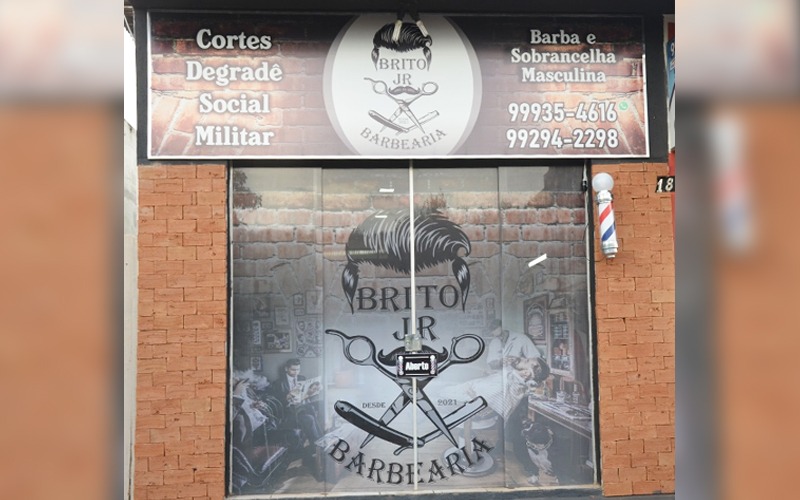 Cortes
Degradê
Social
Militar
BRITO
JR
BARBEARIA
Barba e
Sobrancelha
Masculina
99935-4616
99294-2298
18
BRITO
JR
Aberto
DESDE 2021
BARBEARIA